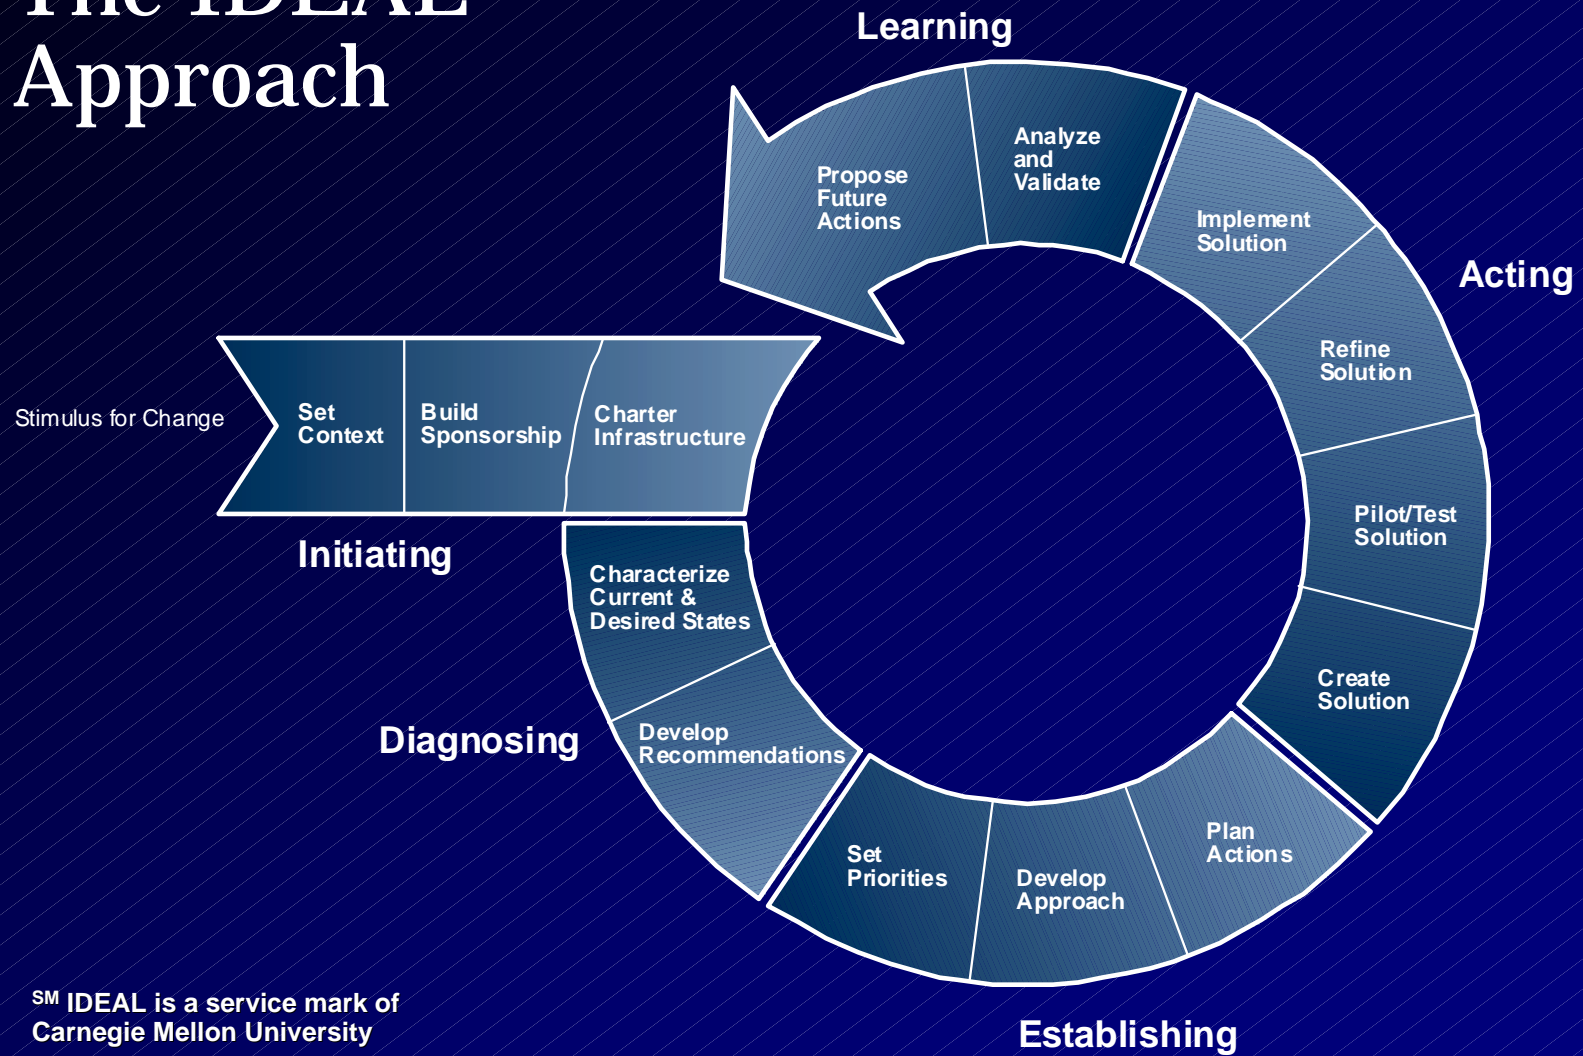 The IDEAL
Approach
Learning
Analyze
and
Validate
Propose
Future
Actions
Implement
Solution
Acting
Refine
Solution
Stimulus for Change
Set
Context
Build
Sponsorship
Charter
Infrastructure
Pilot/Test
Solution
Initiating
Characterize
Current &
Desired States
Create
Solution
Diagnosing
Develop
Recommendations
Plan
Actions
Set
Priorities
Develop
Approach
SM IDEAL is a service mark of
Carnegie Mellon University
Establishing